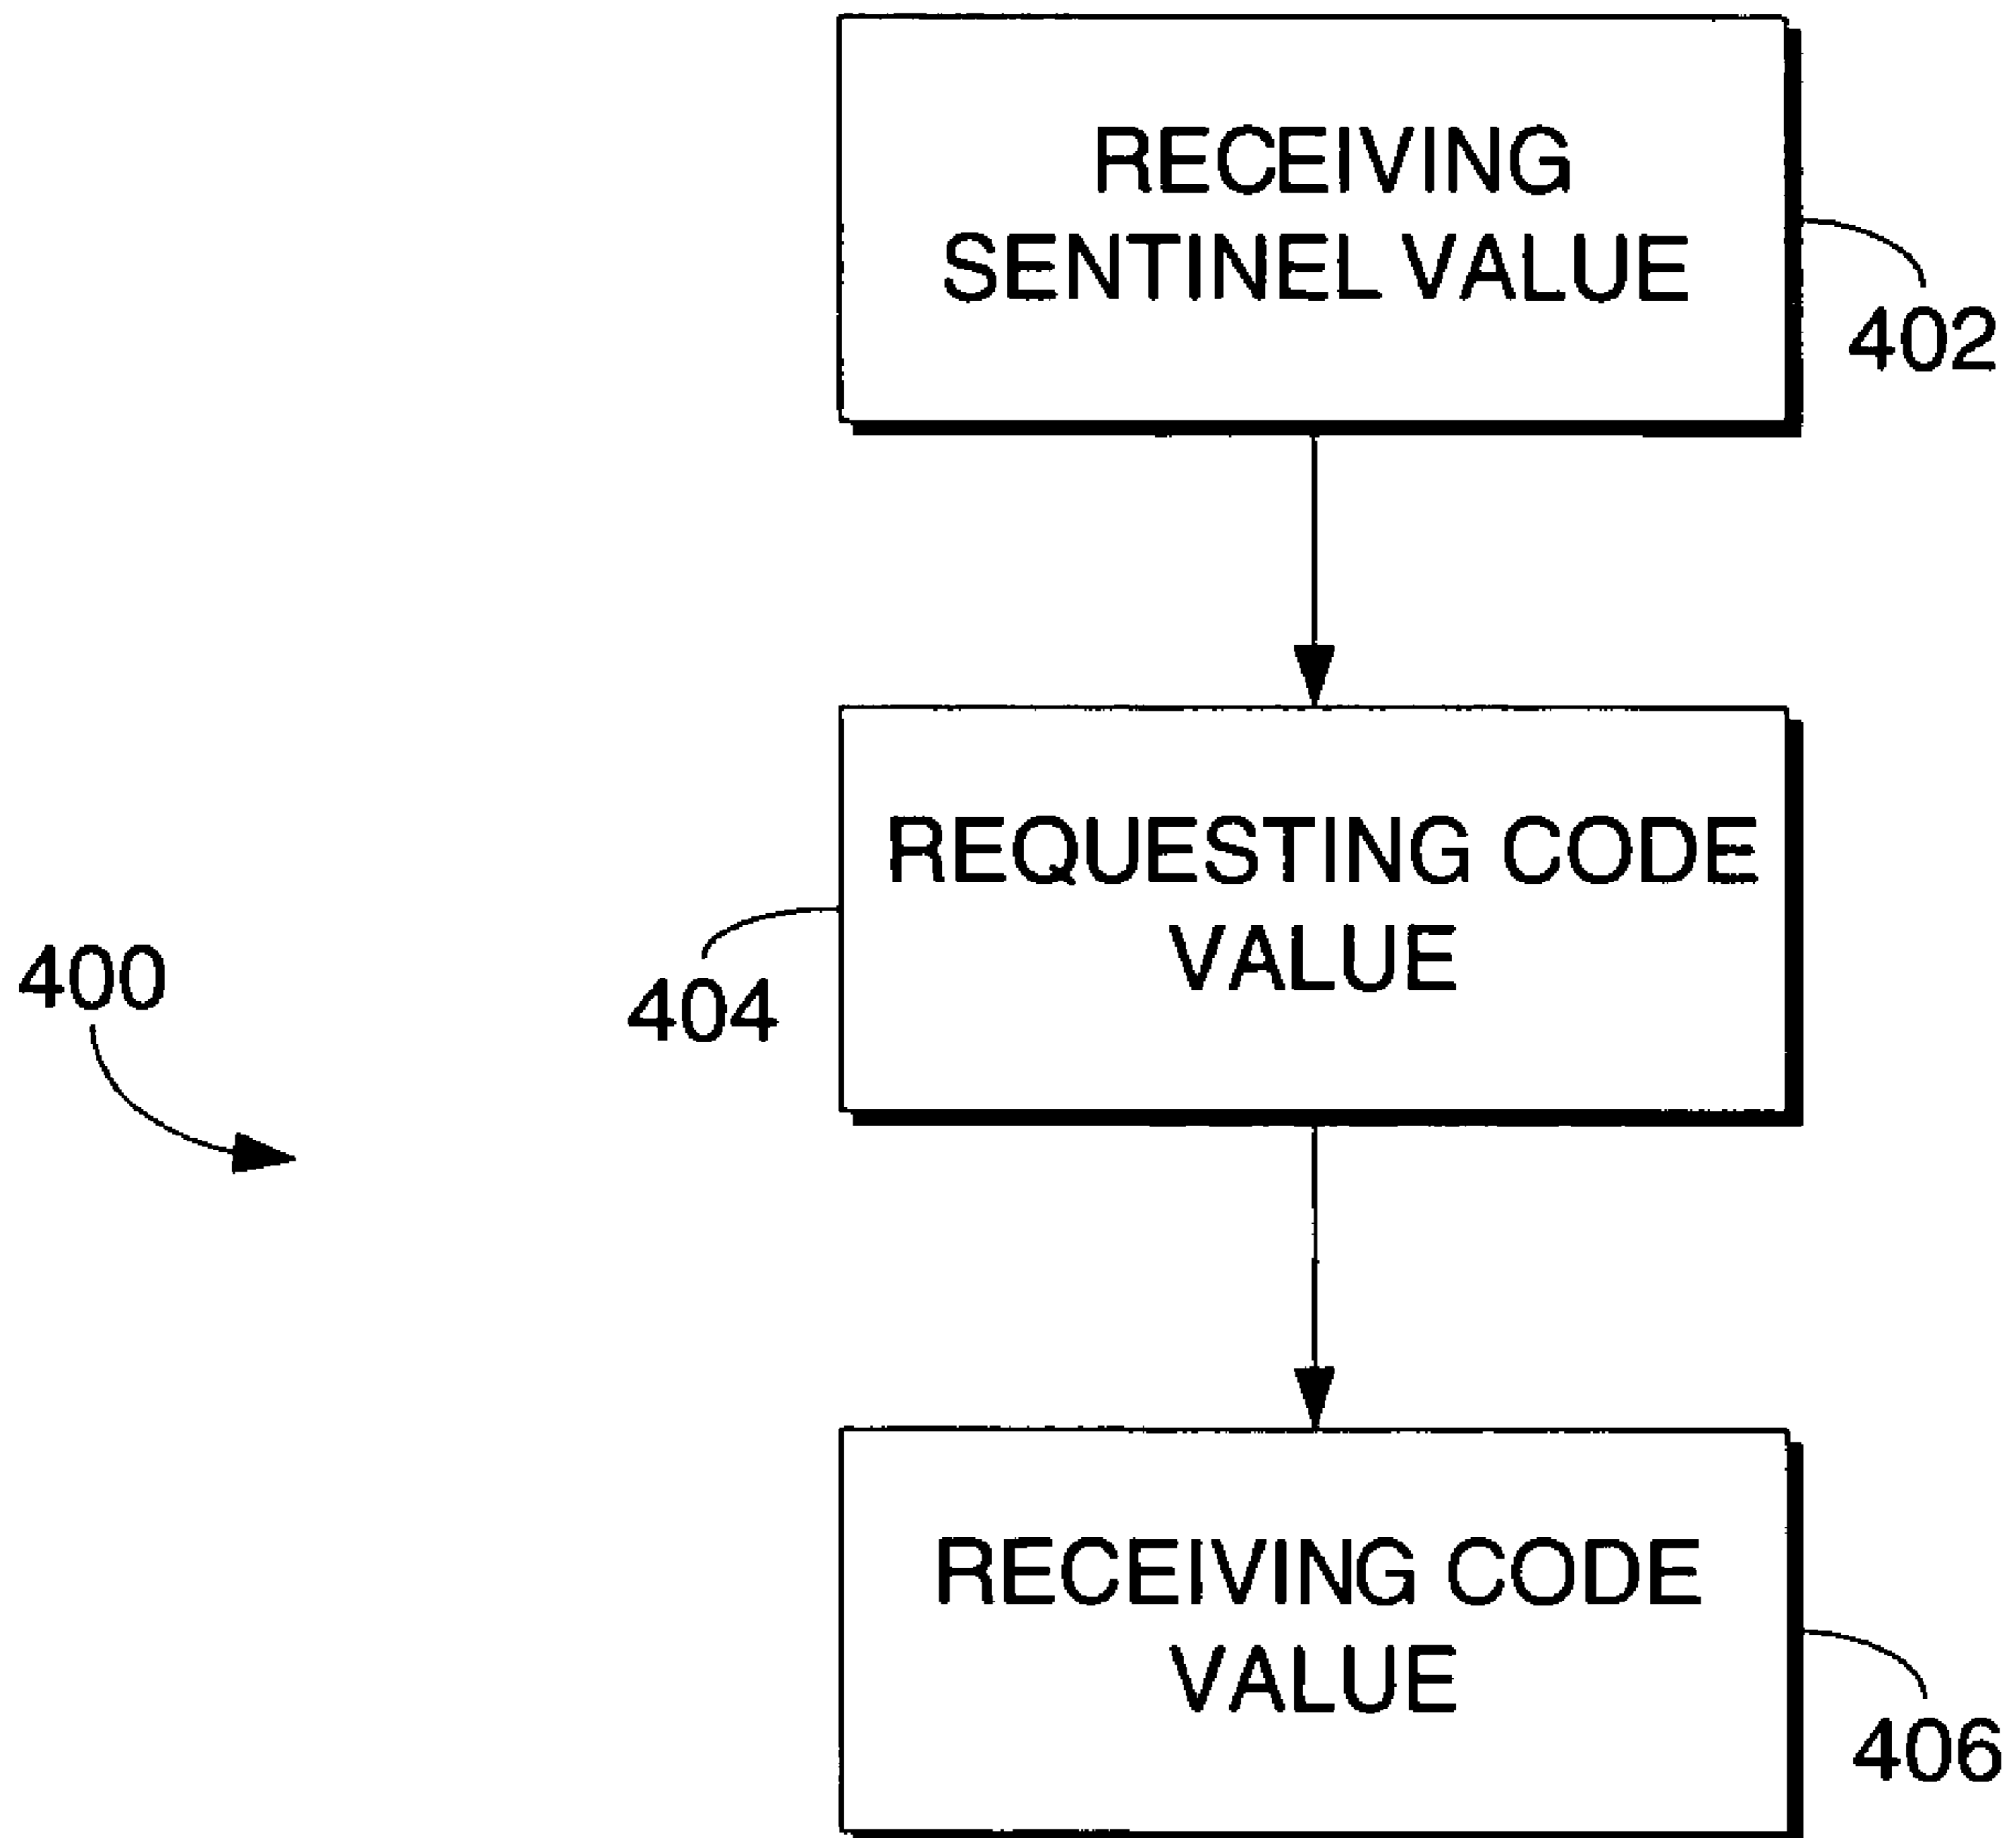 RECEIVING
SENTINEL VALUE
402
REQUESTING CODE
VALUE
404
400
RECEIVING CODE
VALUE
406